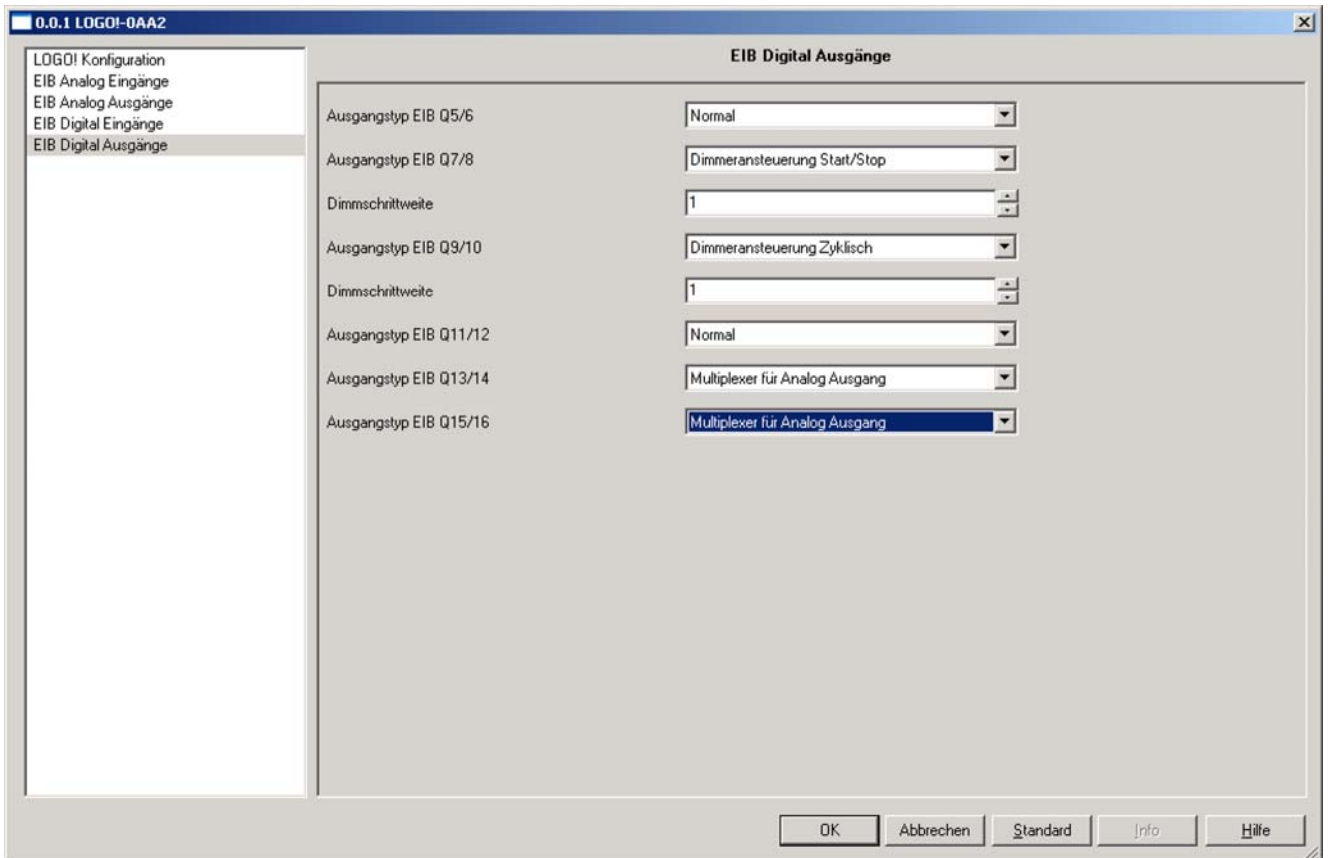 0.0.1 LOGO!-0AA2
LOGO! Konfiguration
EIB Analog Eingänge
EIB Analog Ausgänge
EIB Digital Eingänge
EIB Digital Ausgänge
EIB Digital Ausgänge
Ausgangstyp EIB Q5/6 Normal
Ausgangstyp EIB Q7/8 Dimmeransteuerung Start/Stop
Dimmschrittweite 1
Ausgangstyp EIB Q9/10 Dimmeransteuerung Zyklisch
Dimmschrittweite 1
Ausgangstyp EIB Q11/12 Normal
Ausgangstyp EIB Q13/14 Multiplexer für Analog Ausgang
Ausgangstyp EIB Q15/16 Multiplexer für Analog Ausgang
OK Abbrechen Standard Info Hilfe